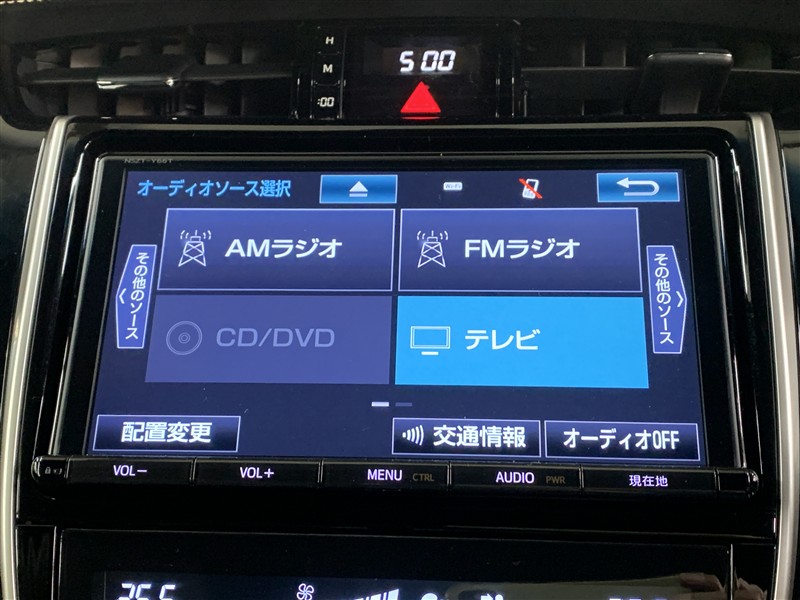 H
M
:00
5:00
NSZT-Y66T
オーディオソース選択
Wi-Fi
AMラジオ
FMラジオ
その他のソース
その他のソース
CD/DVD
テレビ
配置変更
交通情報
オーディオOFF
VOL−
VOL+
MENU CTRL
AUDIO PWR
現在地